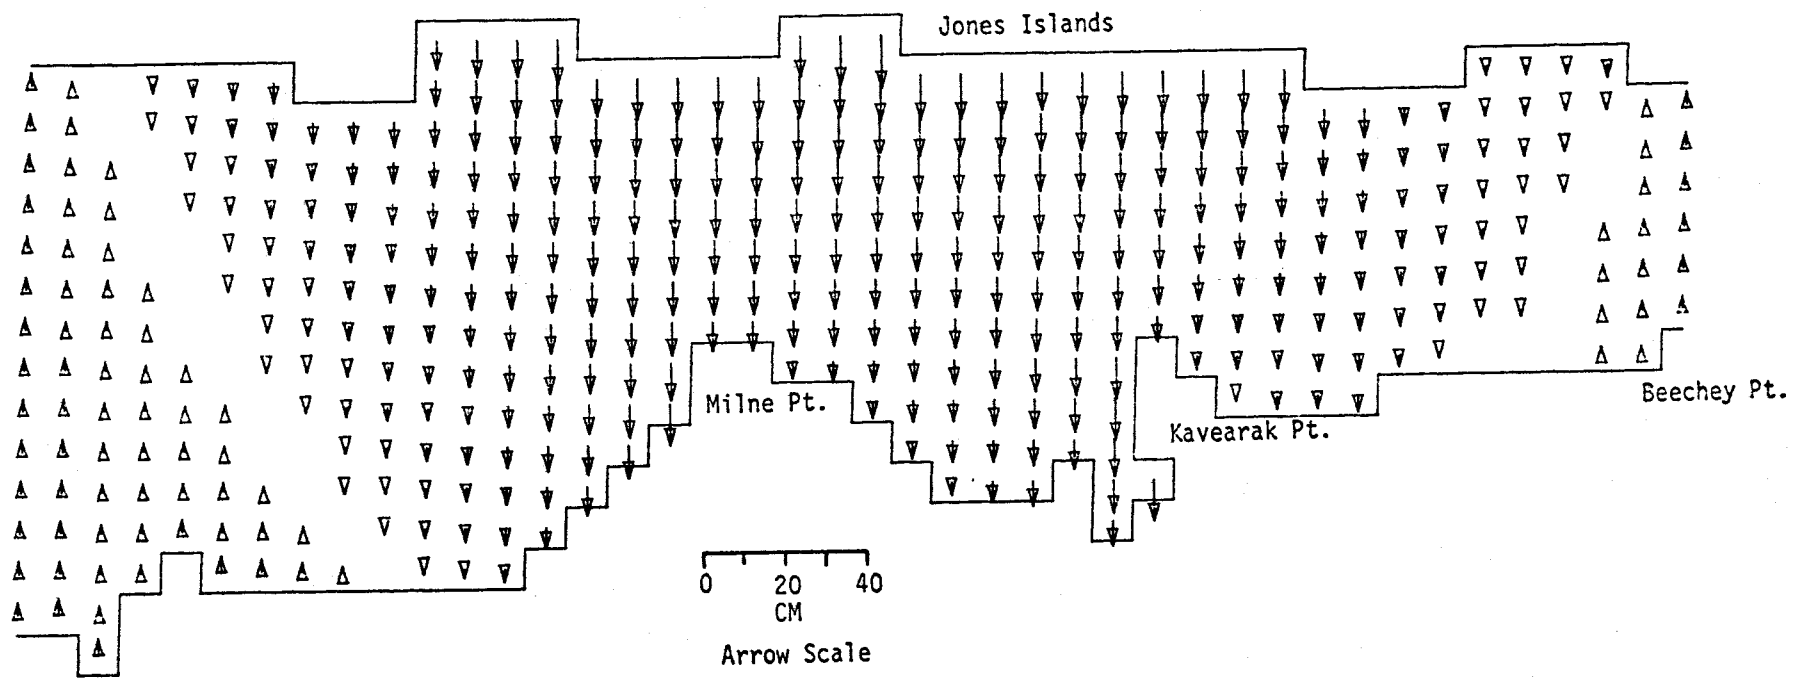 Jones Islands
Milne Pt.
Beechey Pt.
Kavearak Pt.
0 20 40
CM
Arrow Scale